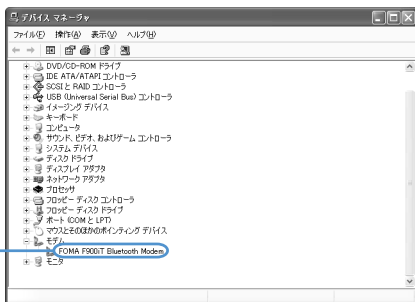 デバイス マネージャ
ファイル(F) 操作(A) 表示(V) ヘルプ(H)
DVD/CD-ROM ドライブ
IDE ATA/ATAPI コントローラ
SCSI と RAID コントローラ
USB (Universal Serial Bus) コントローラ
イメージング デバイス
キーボード
コンピュータ
サウンド、ビデオ、およびゲーム コントローラ
システム デバイス
ディスク ドライブ
ディスプレイ アダプタ
ネットワーク アダプタ
プロセッサ
フロッピー ディスク コントローラ
フロッピー ディスク ドライブ
ポート (COM と LPT)
マウスとそのほかのポインティング デバイス
モデム
FOMA F900iT Bluetooth Modem
モニタ